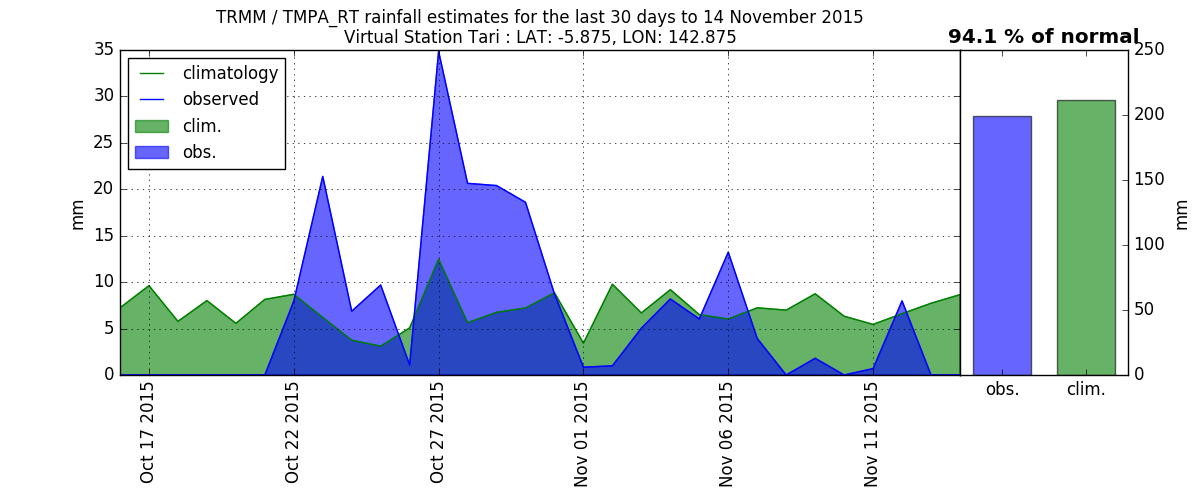 TRMM / TMPA_RT rainfall estimates for the last 30 days to 14 November 2015
Virtual Station Tari : LAT: -5.875, LON: 142.875
94.1 % of normal
climatology
observed
clim.
obs.
35
30
25
20
15
10
5
0
mm
Oct 17 2015
Oct 22 2015
Oct 27 2015
Nov 01 2015
Nov 06 2015
Nov 11 2015
250
200
150
100
50
0
mm
obs.
clim.